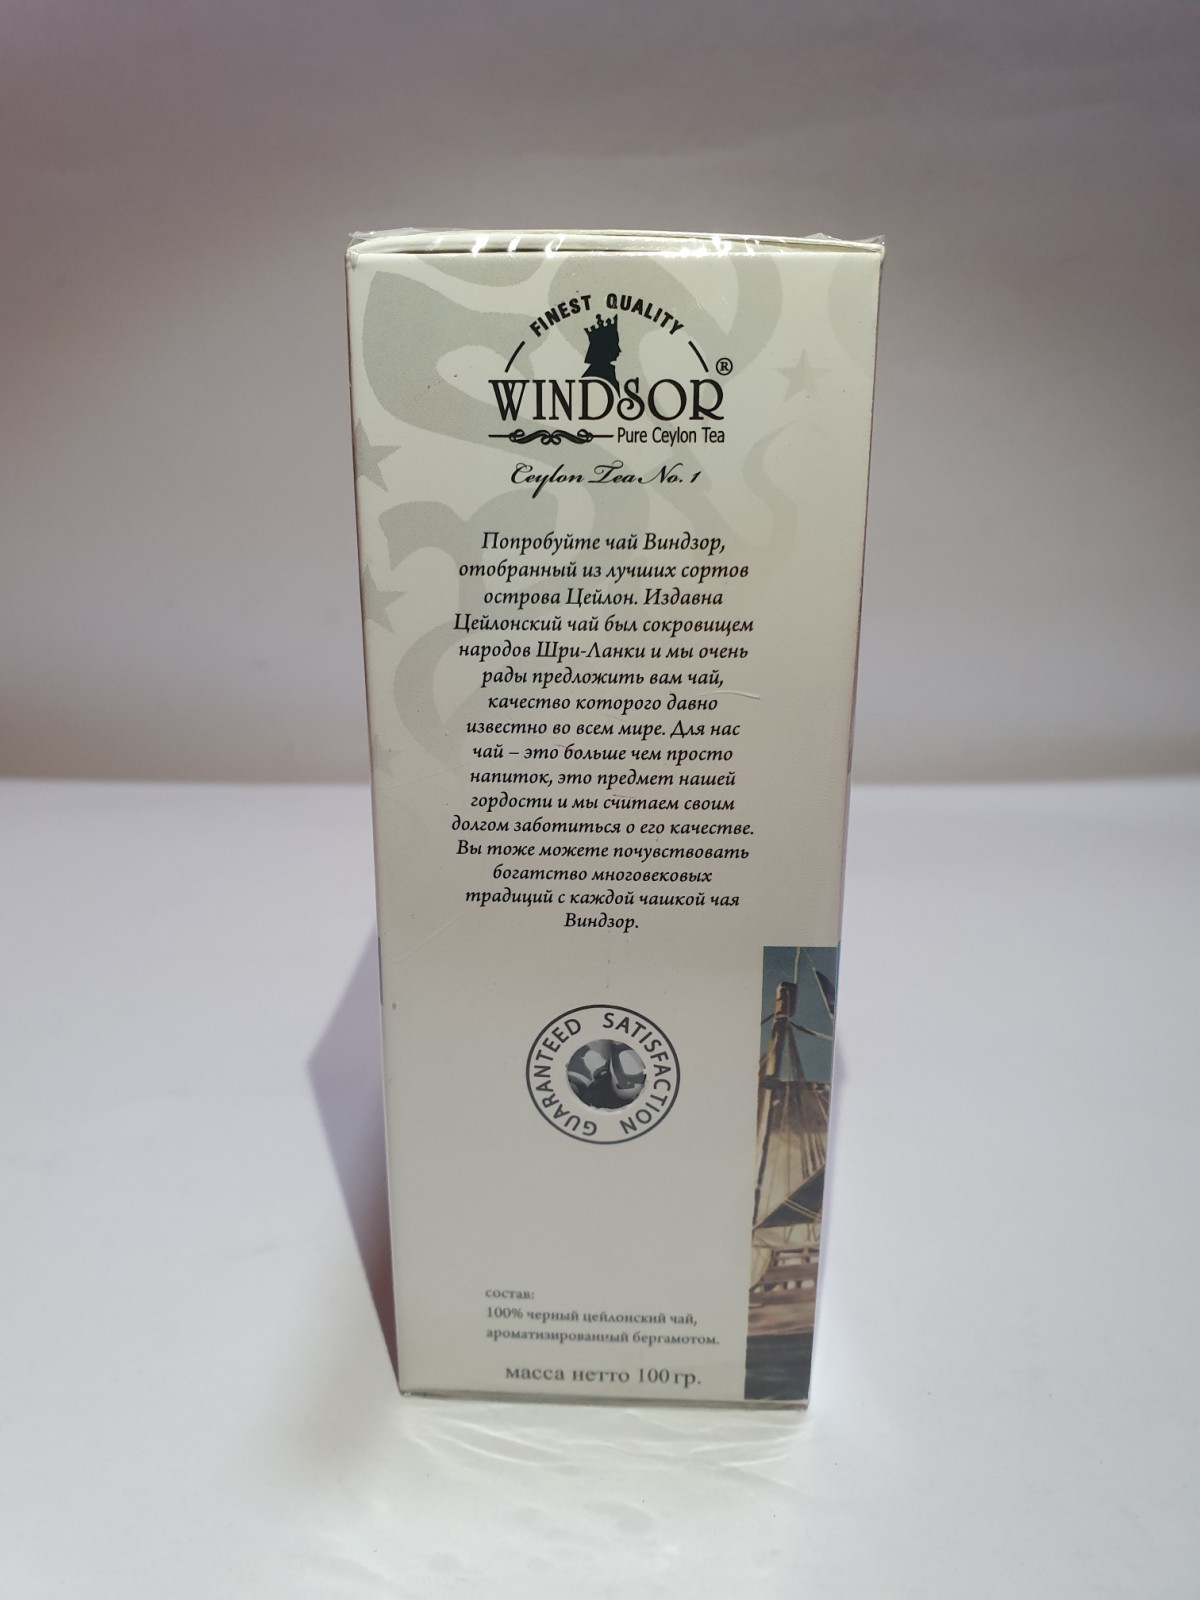 FINEST QUALITY
WINDSOR®
Pure Ceylon Tea
Ceylon Tea No. 1
Попробуйте чай Виндзор,
отобранный из лучших сортов
острова Цейлон. Издавна
Цейлонский чай был сокровищем
народов Шри-Ланки и мы очень
рады предложить вам чай,
качество которого давно
известно во всем мире. Для нас
чай – это больше чем просто
напиток, это предмет нашей
гордости и мы считаем своим
долгом заботиться о его качестве.
Вы тоже можете почувствовать
богатство многовековых
традиций с каждой чашкой чая
Виндзор.
GUARANTEED SATISFACTION
состав:
100% черный цейлонский чай,
ароматизированный бергамотом.
масса нетто 100 гр.